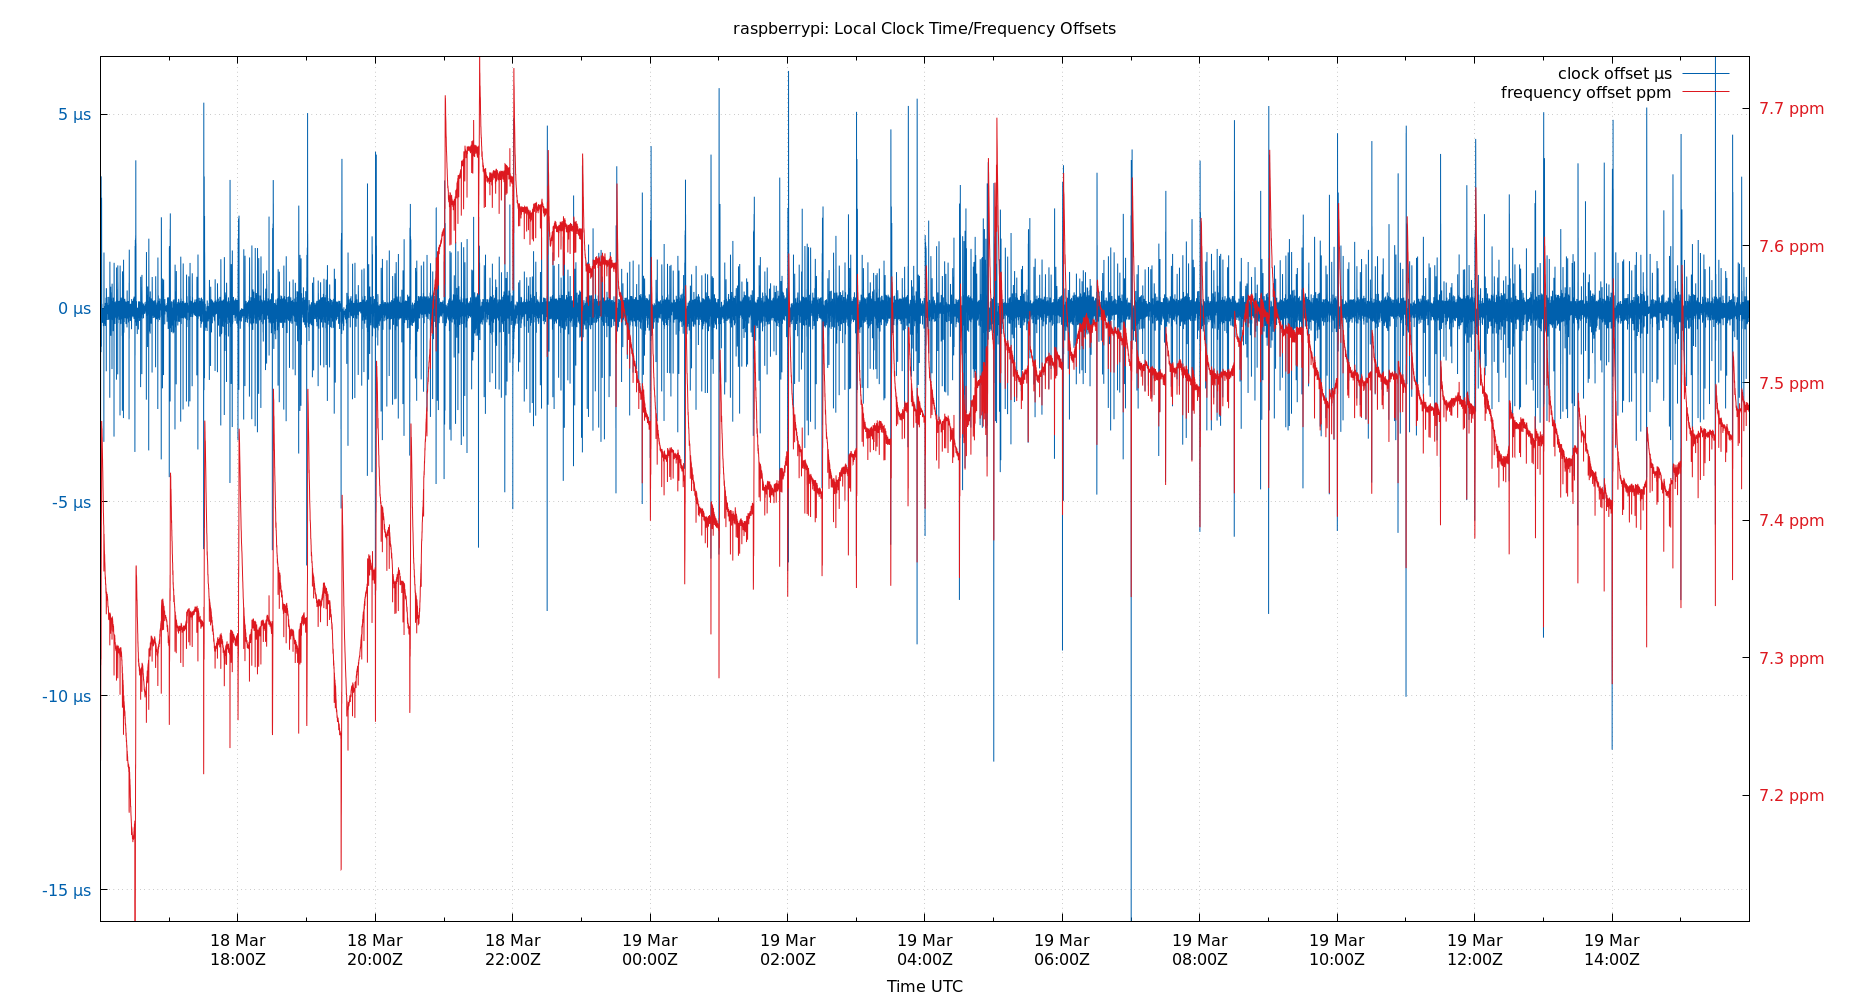 raspberrypi: Local Clock Time/Frequency Offsets
clock offset µs
frequency offset ppm
5 µs
0 µs
-5 µs
-10 µs
-15 µs
7.7 ppm
7.6 ppm
7.5 ppm
7.4 ppm
7.3 ppm
7.2 ppm
18 Mar
18:00Z
18 Mar
20:00Z
18 Mar
22:00Z
19 Mar
00:00Z
19 Mar
02:00Z
19 Mar
04:00Z
19 Mar
06:00Z
19 Mar
08:00Z
19 Mar
10:00Z
19 Mar
12:00Z
19 Mar
14:00Z
Time UTC